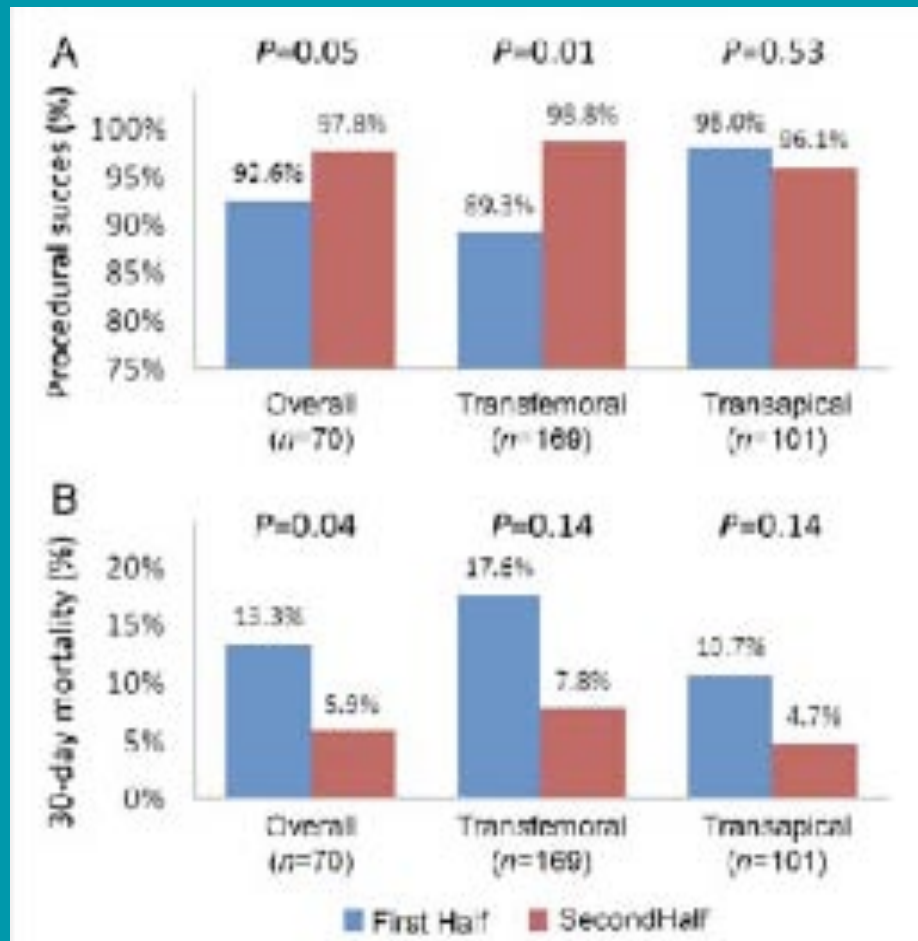 A
P=0.05 P=0.01 P=0.53
Procedural succes (%)
100%
95%
90%
85%
80%
75%
92.6% 97.8% 89.3% 98.8% 98.0% 96.1%
Overall Transfemoral Transapical
(n=70) (n=169) (n=101)
B
P=0.04 P=0.14 P=0.14
30-day mortality (%)
20%
15%
10%
5%
0%
13.3% 5.9% 17.6% 7.8% 10.7% 4.7%
Overall Transfemoral Transapical
(n=70) (n=169) (n=101)
First Half SecondHalf